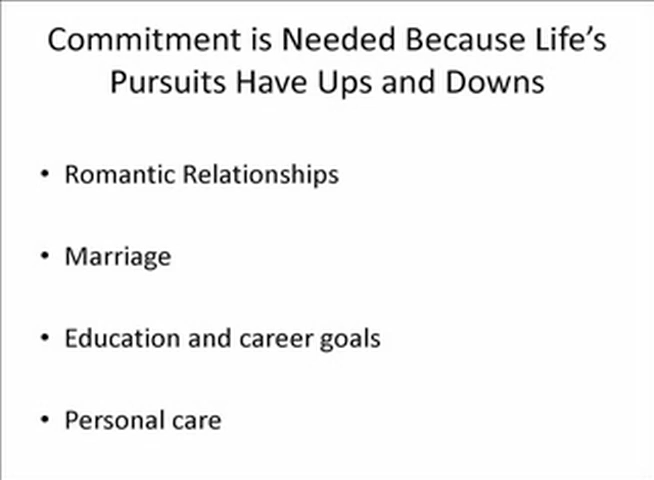 Commitment is Needed Because Life’s
Pursuits Have Ups and Downs
• Romantic Relationships
• Marriage
• Education and career goals
• Personal care